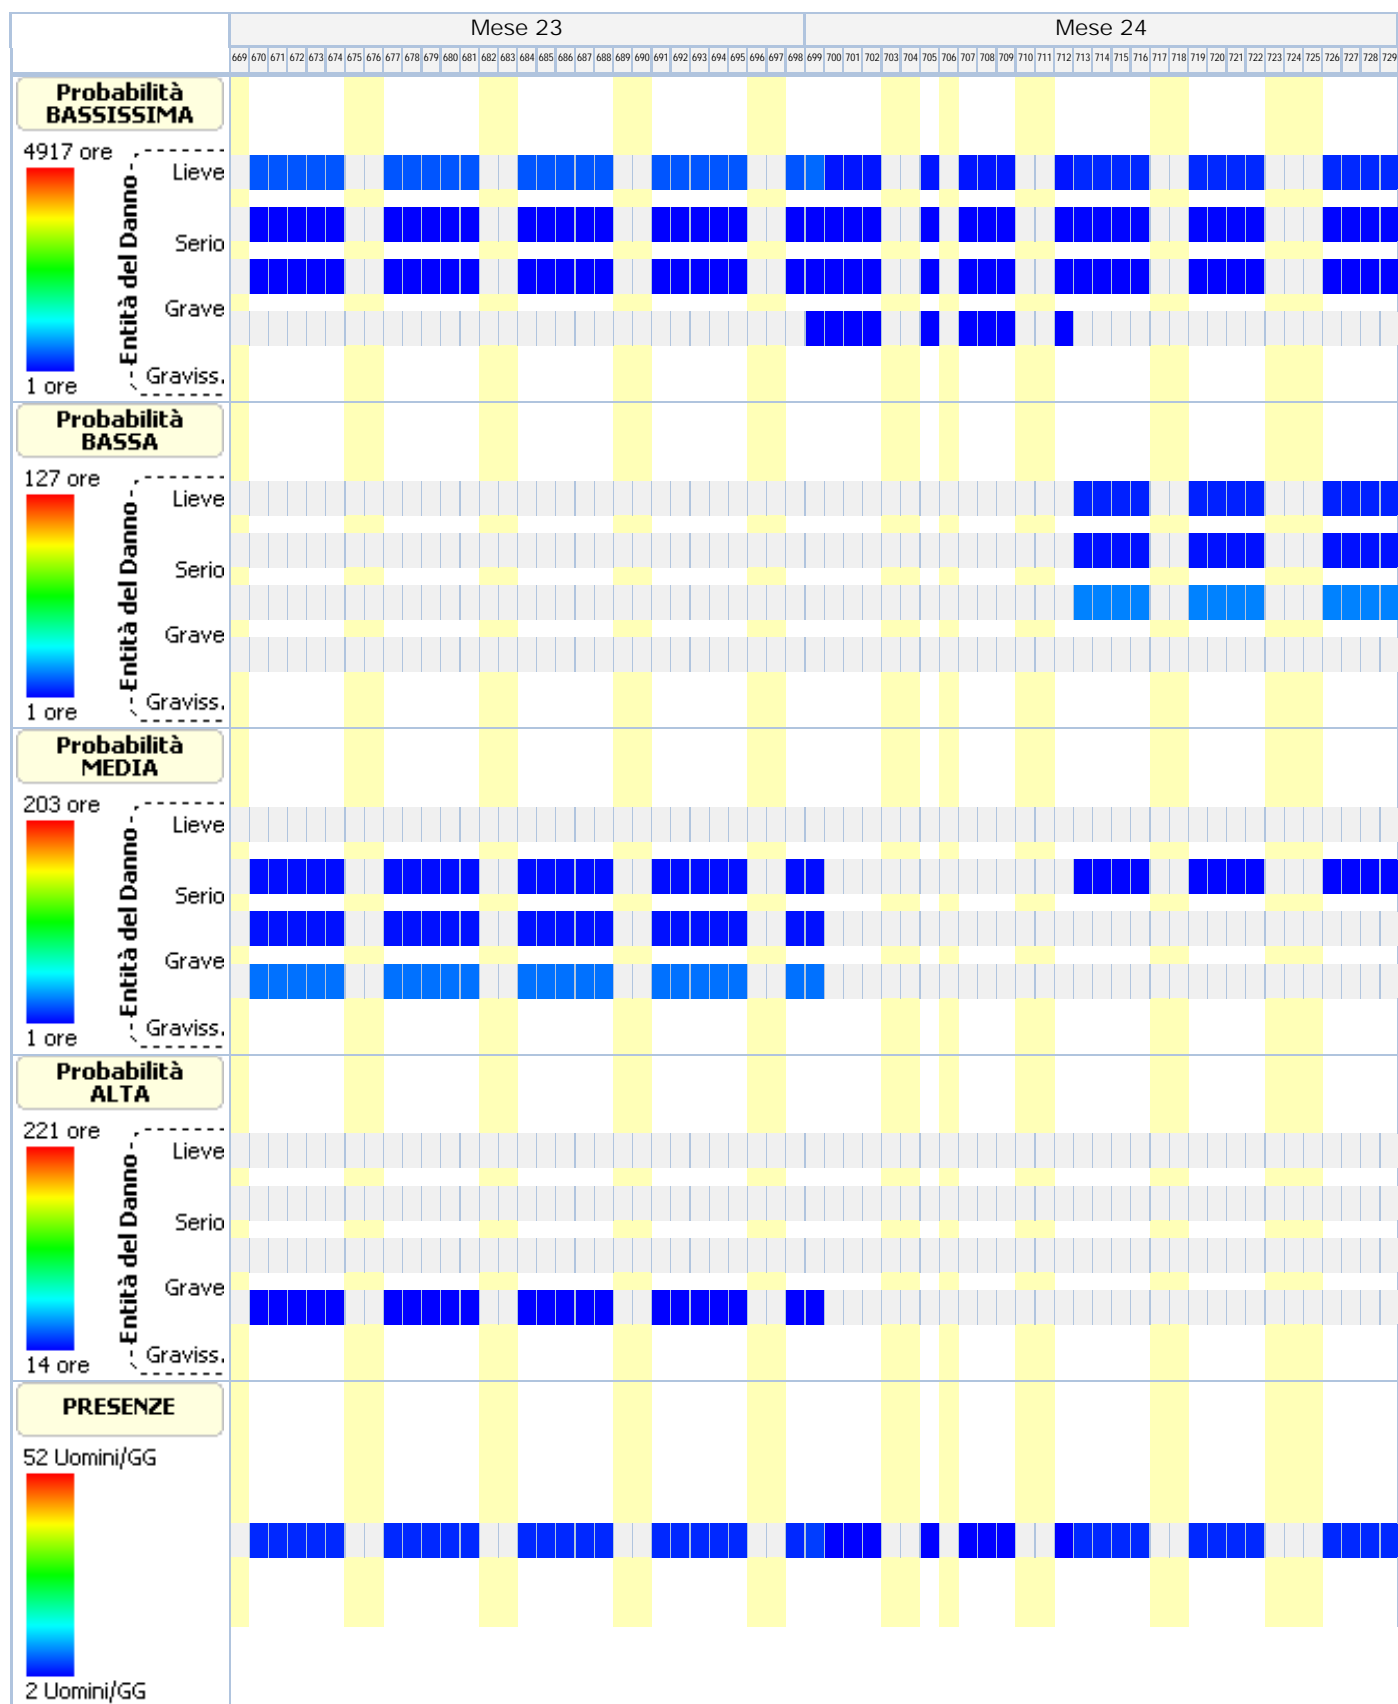 Mese 23 Mese 24
669 670 671 672 673 674 675 676 677 678 679 680 681 682 683 684 685 686 687 688 689 690 691 692 693 694 695 696 697 698 699 700 701 702 703 704 705 706 707 708 709 710 711 712 713 714 715 716 717 718 719 720 721 722 723 724 725 726 727 728 729
Probabilità
BASSISSIMA
4917 ore
Entità del Danno
Lieve
Serio
Grave
Graviss.
1 ore
Probabilità
BASSA
127 ore
Entità del Danno
Lieve
Serio
Grave
Graviss.
1 ore
Probabilità
MEDIA
203 ore
Entità del Danno
Lieve
Serio
Grave
Graviss.
1 ore
Probabilità
ALTA
221 ore
Entità del Danno
Lieve
Serio
Grave
Graviss.
14 ore
PRESENZE
52 Uomini/GG
2 Uomini/GG